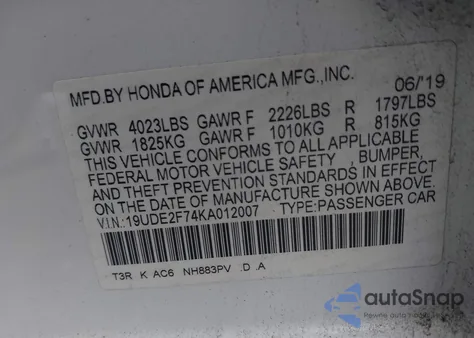 MFD.BY HONDA OF AMERICA MFG.,INC. 06/19
GVWR 4023LBS GAWR F 2226LBS R 1797LBS
GVWR 1825KG GAWR F 1010KG R 815KG
THIS VEHICLE CONFORMS TO ALL APPLICABLE
FEDERAL MOTOR VEHICLE SAFETY , BUMPER,
AND THEFT PREVENTION STANDARDS IN EFFECT
ON THE DATE OF MANUFACTURE SHOWN ABOVE.
V.I.N.: 19UDE2F74KA012007 TYPE:PASSENGER CAR
T3R K AC6 NH883PV .D .A
autoSnap